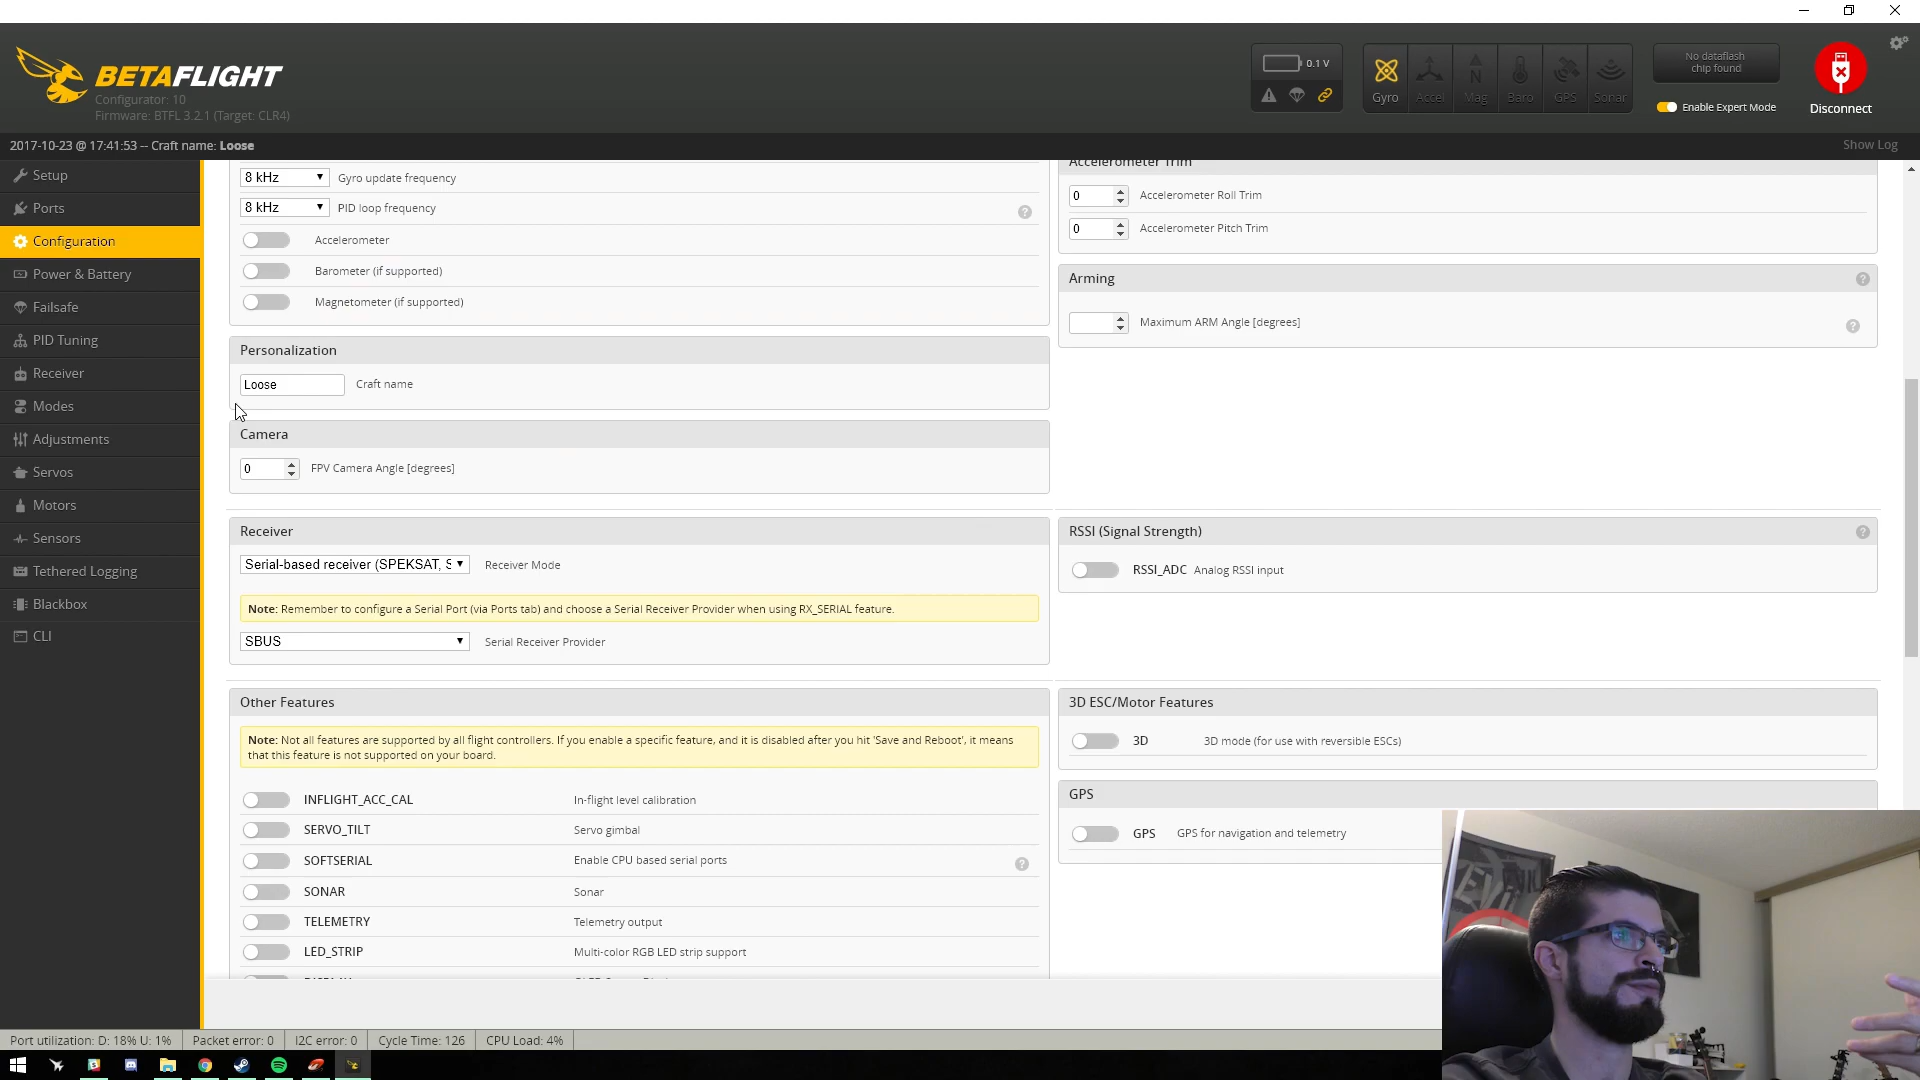 BETAFLIGHT
Configurator: 10
Firmware: BTFL 3.2.1 (Target: CLR4)
0.1 V
Gyro
Accel
Mag
Baro
GPS
Sonar
No dataflash
chip found
Enable Expert Mode
Disconnect
2017-10-23 @ 17:41:53 -- Craft name: Loose
Show Log
Setup
Ports
Configuration
Power & Battery
Failsafe
PID Tuning
Receiver
Modes
Adjustments
Servos
Motors
Sensors
Tethered Logging
Blackbox
CLI
8 kHz Gyro update frequency
8 kHz PID loop frequency
Accelerometer
Barometer (if supported)
Magnetometer (if supported)
Accelerometer Trim
0 Accelerometer Roll Trim
0 Accelerometer Pitch Trim
Arming
Maximum ARM Angle [degrees]
Personalization
Loose Craft name
Camera
0 FPV Camera Angle [degrees]
Receiver
Serial-based receiver (SPEKSAT, S Receiver Mode
Note: Remember to configure a Serial Port (via Ports tab) and choose a Serial Receiver Provider when using RX_SERIAL feature.
SBUS Serial Receiver Provider
RSSI (Signal Strength)
RSSI_ADC Analog RSSI input
Other Features
Note: Not all features are supported by all flight controllers. If you enable a specific feature, and it is disabled after you hit 'Save and Reboot', it means
that this feature is not supported on your board.
INFLIGHT_ACC_CAL In-flight level calibration
SERVO_TILT Servo gimbal
SOFTSERIAL Enable CPU based serial ports
SONAR Sonar
TELEMETRY Telemetry output
LED_STRIP Multi-color RGB LED strip support
3D ESC/Motor Features
3D 3D mode (for use with reversible ESCs)
GPS
GPS GPS for navigation and telemetry
Port utilization: D: 18% U: 1%
Packet error: 0
I2C error: 0
Cycle Time: 126
CPU Load: 4%